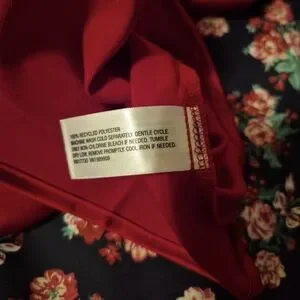 100% RECYCLED POLYESTER
MACHINE WASH COLD SEPARATELY, GENTLE CYCLE.
ONLY NON-CHLORINE BLEACH IF NEEDED. TUMBLE
DRY LOW. REMOVE PROMPTLY. COOL IRON IF NEEDED.